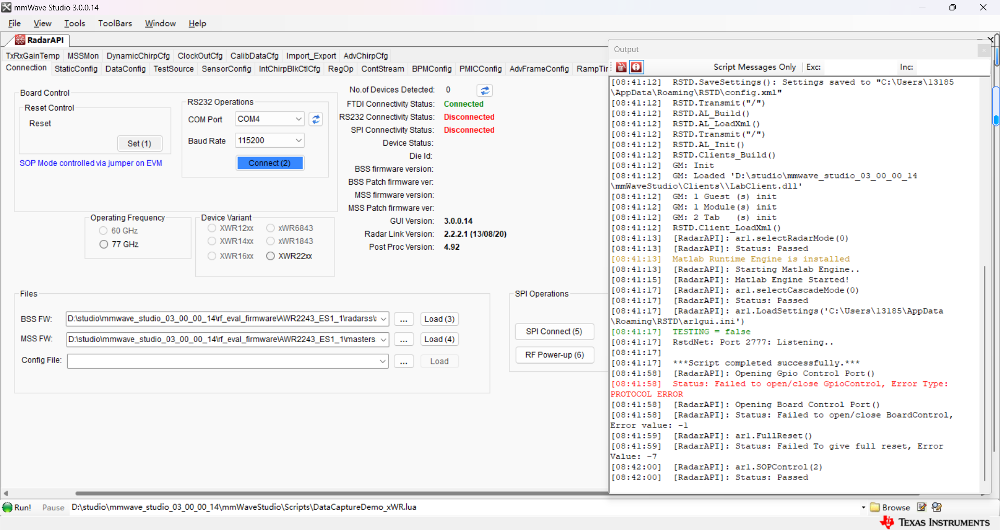 mmWave Studio 3.0.0.14
File View Tools ToolBars Window Help
RadarAPI
TxRxGainTemp MSSMon DynamicChirpCfg ClockOutCfg CalibDataCfg Import_Export AdvChirpCfg
Connection StaticConfig DataConfig TestSource SensorConfig IntChirpBlkCtlCfg RegOp ContStream BPMConfig PMICConfig AdvFrameConfig RampTir
Board Control
Reset Control
Reset
Set (1)
SOP Mode controlled via jumper on EVM
RS232 Operations
COM Port COM4
Baud Rate 115200
Connect (2)
No.of Devices Detected: 0
FTDI Connectivity Status: Connected
RS232 Connectivity Status: Disconnected
SPI Connectivity Status: Disconnected
Device Status:
Die Id:
BSS firmware version:
BSS Patch firmware ver:
MSS firmware version:
MSS Patch firmware ver:
GUI Version: 3.0.0.14
Radar Link Version: 2.2.2.1 (13/08/20)
Post Proc Version: 4.92
Operating Frequency
60 GHz
77 GHz
Device Variant
XWR12xx xWR6843
XWR14xx xWR1843
XWR16xx XWR22xx
Files
BSS FW: D:\studio\mmwave_studio_03_00_00_14\rf_eval_firmware\AWR2243_ES1_1\radarss\ ... Load (3)
MSS FW: D:\studio\mmwave_studio_03_00_00_14\rf_eval_firmware\AWR2243_ES1_1\masters ... Load (4)
Config File: ... Load
SPI Operations
SPI Connect (5)
RF Power-up (6)
Output
Script Messages Only Exc: Inc:
[08:41:12] RSTD.SaveSettings(): Settings saved to "C:\Users\13185
\AppData\Roaming\RSTD\config.xml"
[08:41:12] RSTD.Transmit("/")
[08:41:12] RSTD.AL_Build()
[08:41:12] RSTD.AL_LoadXml()
[08:41:12] RSTD.Transmit("/")
[08:41:12] RSTD.AL_Init()
[08:41:12] RSTD.Clients_Build()
[08:41:12] GM: Init
[08:41:12] GM: Loaded 'D:\studio\mmwave_studio_03_00_00_14
\mmWaveStudio\Clients\\LabClient.dll'
[08:41:12] GM: 1 Guest (s) init
[08:41:12] GM: 1 Module(s) init
[08:41:12] GM: 2 Tab (s) init
[08:41:12] RSTD.Client_LoadXml()
[08:41:13] [RadarAPI]: ar1.selectRadarMode(0)
[08:41:13] [RadarAPI]: Status: Passed
[08:41:13] Matlab Runtime Engine is installed
[08:41:13] [RadarAPI]: Starting Matlab Engine..
[08:41:15] [RadarAPI]: Matlab Engine Started!
[08:41:17] [RadarAPI]: ar1.selectCascadeMode(0)
[08:41:17] [RadarAPI]: Status: Passed
[08:41:17] [RadarAPI]: ar1.LoadSettings('C:\Users\13185\AppData
\Roaming\RSTD\ar1gui.ini')
[08:41:17] TESTING = false
[08:41:17] RstdNet: Port 2777: Listening..
[08:41:17]
[08:41:17] ***Script completed successfully.***
[08:41:58] [RadarAPI]: Opening Gpio Control Port()
[08:41:58] Status: Failed to open/close GpioControl, Error Type:
PROTOCOL ERROR
[08:41:58] [RadarAPI]: Opening Board Control Port()
[08:41:58] [RadarAPI]: Status: Failed to open/close BoardControl,
Error value: -1
[08:41:59] [RadarAPI]: ar1.FullReset()
[08:41:59] [RadarAPI]: Status: Failed To give full reset, Error
Value: -7
[08:42:00] [RadarAPI]: ar1.SOPControl(2)
[08:42:00] [RadarAPI]: Status: Passed
Run! Pause D:\studio\mmwave_studio_03_00_00_14\mmWaveStudio\Scripts\DataCaptureDemo_xWR.lua Browse
TEXAS INSTRUMENTS